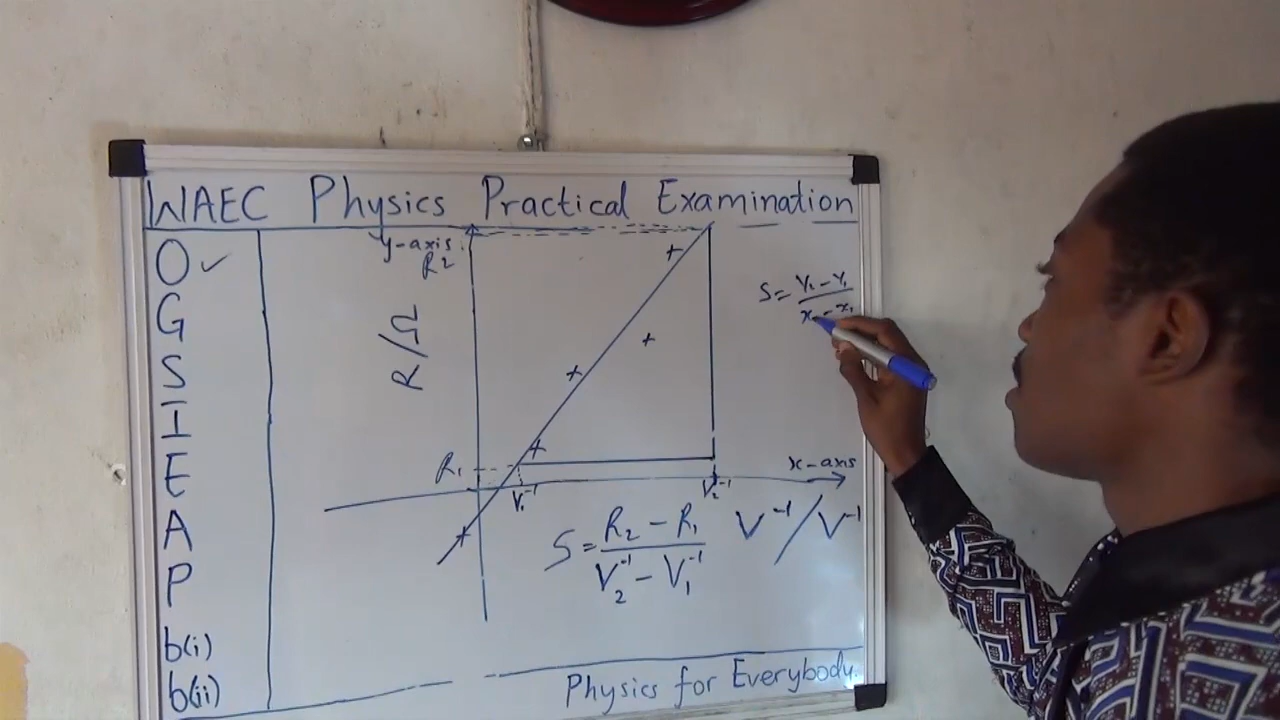 WAEC Physics Practical Examination
O ✓
G
S
I
E
A
P
b(i)
b(ii)
y-axis
R2
R/Ω
R1
V1⁻¹
V2⁻¹
x-axis
V⁻¹/V⁻¹
S = (Y2 - Y1)/(x2 - x1)
S = (R2 - R1)/(V2⁻¹ - V1⁻¹)
Physics for Everybody.